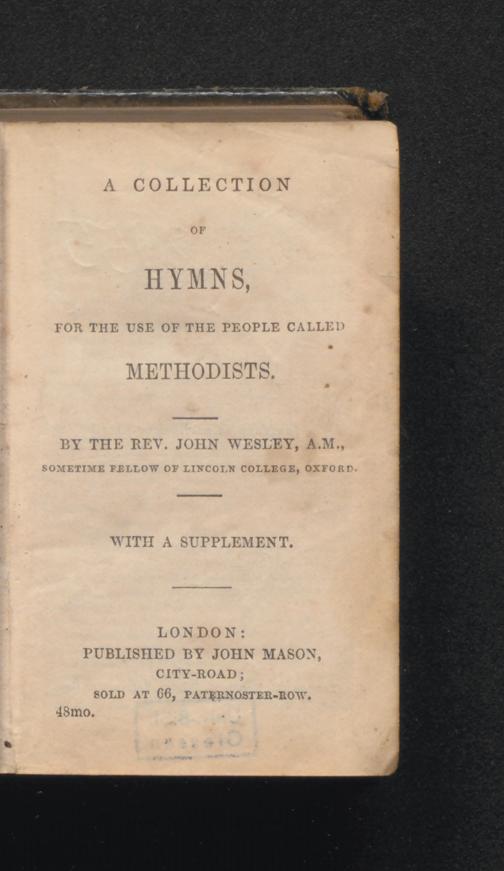 A COLLECTION
OF
HYMNS,
FOR THE USE OF THE PEOPLE CALLED
METHODISTS.
BY THE REV. JOHN WESLEY, A.M.,
SOMETIME FELLOW OF LINCOLN COLLEGE, OXFORD.
WITH A SUPPLEMENT.
LONDON:
PUBLISHED BY JOHN MASON,
CITY-ROAD;
SOLD AT 66, PATERNOSTER-ROW.
48mo.